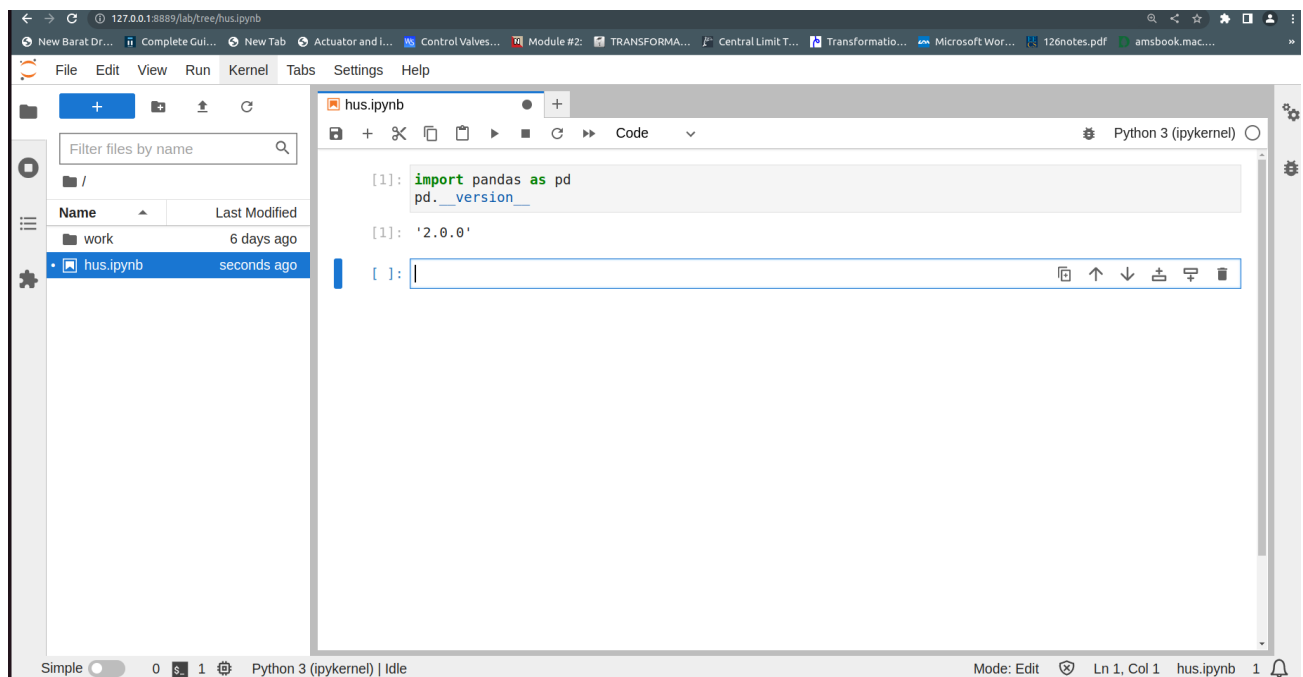 127.0.0.1:8889/lab/tree/hus.ipynb
New Barat Dr... Complete Gui... New Tab Actuator and i... Control Valves... Module #2: TRANSFORMA... Central Limit T... Transformatio... Microsoft Wor... 126notes.pdf amsbook.mac.... »
File Edit View Run Kernel Tabs Settings Help
hus.ipynb
Code Python 3 (ipykernel)
Filter files by name
/
Name Last Modified
work 6 days ago
hus.ipynb seconds ago
[1]: import pandas as pd
pd.__version__
[1]: '2.0.0'
[ ]:
Simple 0 $_ 1 Python 3 (ipykernel) | Idle Mode: Edit Ln 1, Col 1 hus.ipynb 1